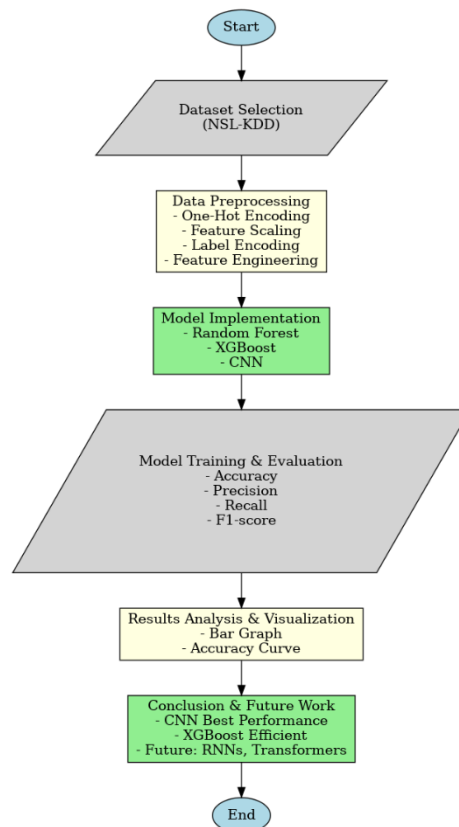 Start
Dataset Selection
(NSL-KDD)
Data Preprocessing
- One-Hot Encoding
- Feature Scaling
- Label Encoding
- Feature Engineering
Model Implementation
- Random Forest
- XGBoost
- CNN
Model Training & Evaluation
- Accuracy
- Precision
- Recall
- F1-score
Results Analysis & Visualization
- Bar Graph
- Accuracy Curve
Conclusion & Future Work
- CNN Best Performance
- XGBoost Efficient
- Future: RNNs, Transformers
End